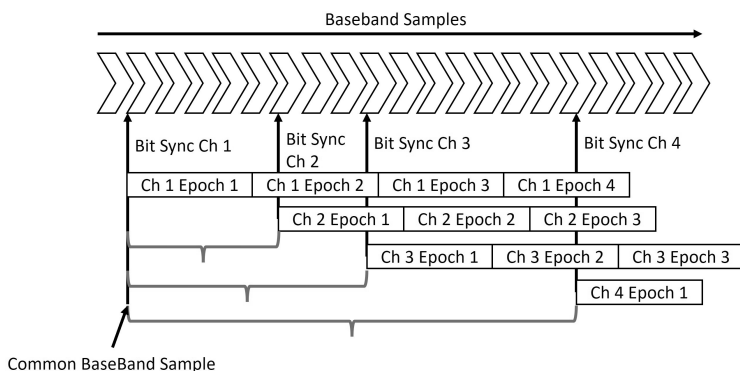 Baseband Samples
Bit Sync Ch 1
Bit Sync
Ch 2
Bit Sync Ch 3
Bit Sync Ch 4
Ch 1 Epoch 1
Ch 1 Epoch 2
Ch 1 Epoch 3
Ch 1 Epoch 4
Ch 2 Epoch 1
Ch 2 Epoch 2
Ch 2 Epoch 3
Ch 3 Epoch 1
Ch 3 Epoch 2
Ch 3 Epoch 3
Ch 4 Epoch 1
Common BaseBand Sample